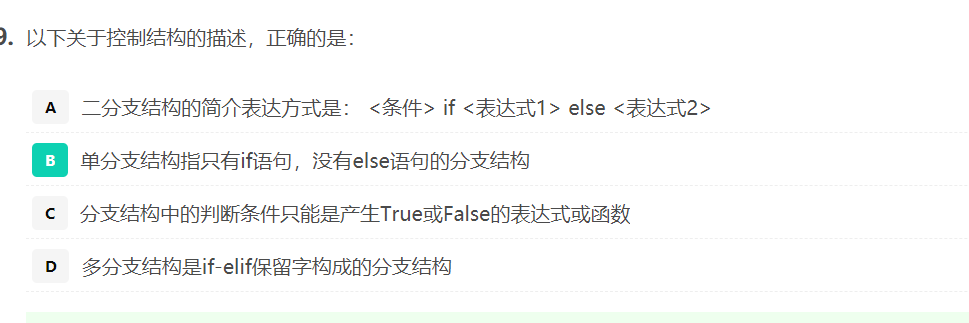 9. 以下关于控制结构的描述，正确的是：
A 二分支结构的简介表达方式是： <条件> if <表达式1> else <表达式2>
B 单分支结构指只有if语句，没有else语句的分支结构
C 分支结构中的判断条件只能是产生True或False的表达式或函数
D 多分支结构是if-elif保留字构成的分支结构